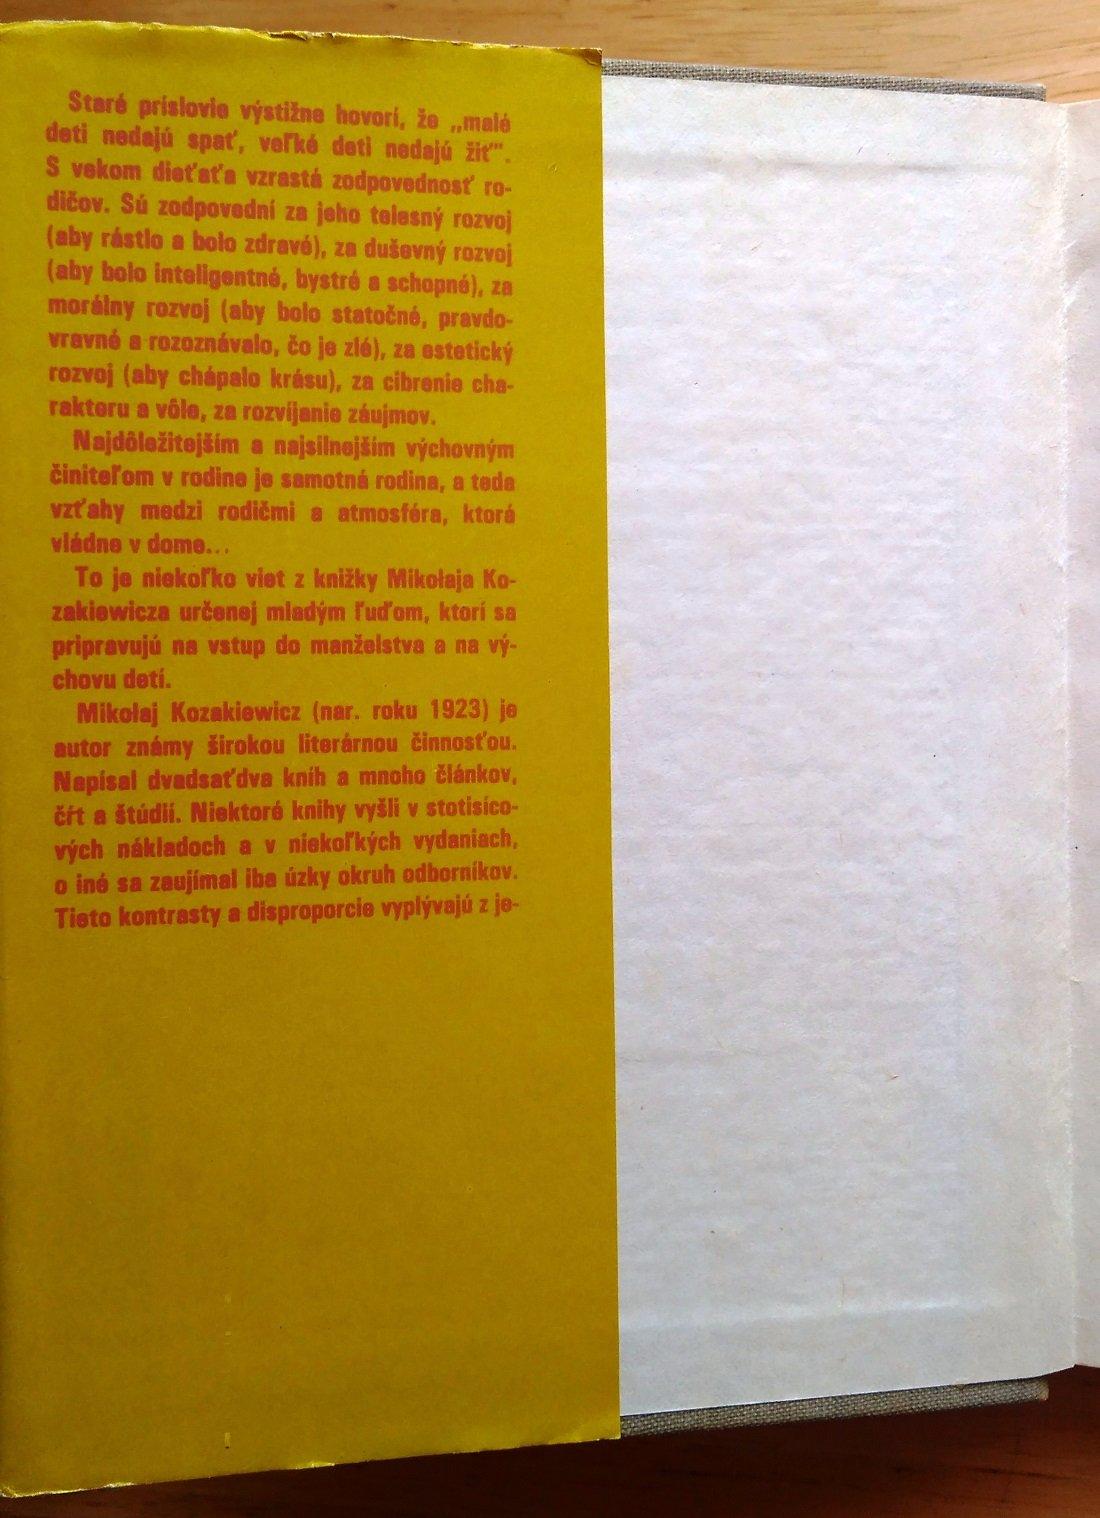 Staré príslovie výstižne hovorí, že „malé
deti nedajú spať, veľké deti nedajú žiť".
S vekom dieťaťa vzrastá zodpovednosť ro-
dičov. Sú zodpovední za jeho telesný rozvoj
(aby rástlo a bolo zdravé), za duševný rozvoj
(aby bolo inteligentné, bystré a schopné), za
morálny rozvoj (aby bolo statočné, pravdo-
vravné a rozoznávalo, čo je zlé), za estetický
rozvoj (aby chápalo krásu), za cibrenie cha-
rakteru a vôle, za rozvíjanie záujmov.
Najdôležitejším a najsilnejším výchovným
činiteľom v rodine je samotná rodina, a teda
vzťahy medzi rodičmi a atmosféra, ktorá
vládne v dome...
To je niekoľko viet z knižky Mikołaja Ko-
zakiewicza určenej mladým ľuďom, ktorí sa
pripravujú na vstup do manželstva a na vý-
chovu detí.
Mikołaj Kozakiewicz (nar. roku 1923) je
autor známy širokou literárnou činnosťou.
Napísal dvadsaťdva kníh a mnoho článkov,
čŕt a štúdií. Niektoré knihy vyšli v stotisíco-
vých nákladoch a v niekoľkých vydaniach,
o iné sa zaujímal iba úzky okruh odborníkov.
Tieto kontrasty a disproporcie vyplývajú z je-